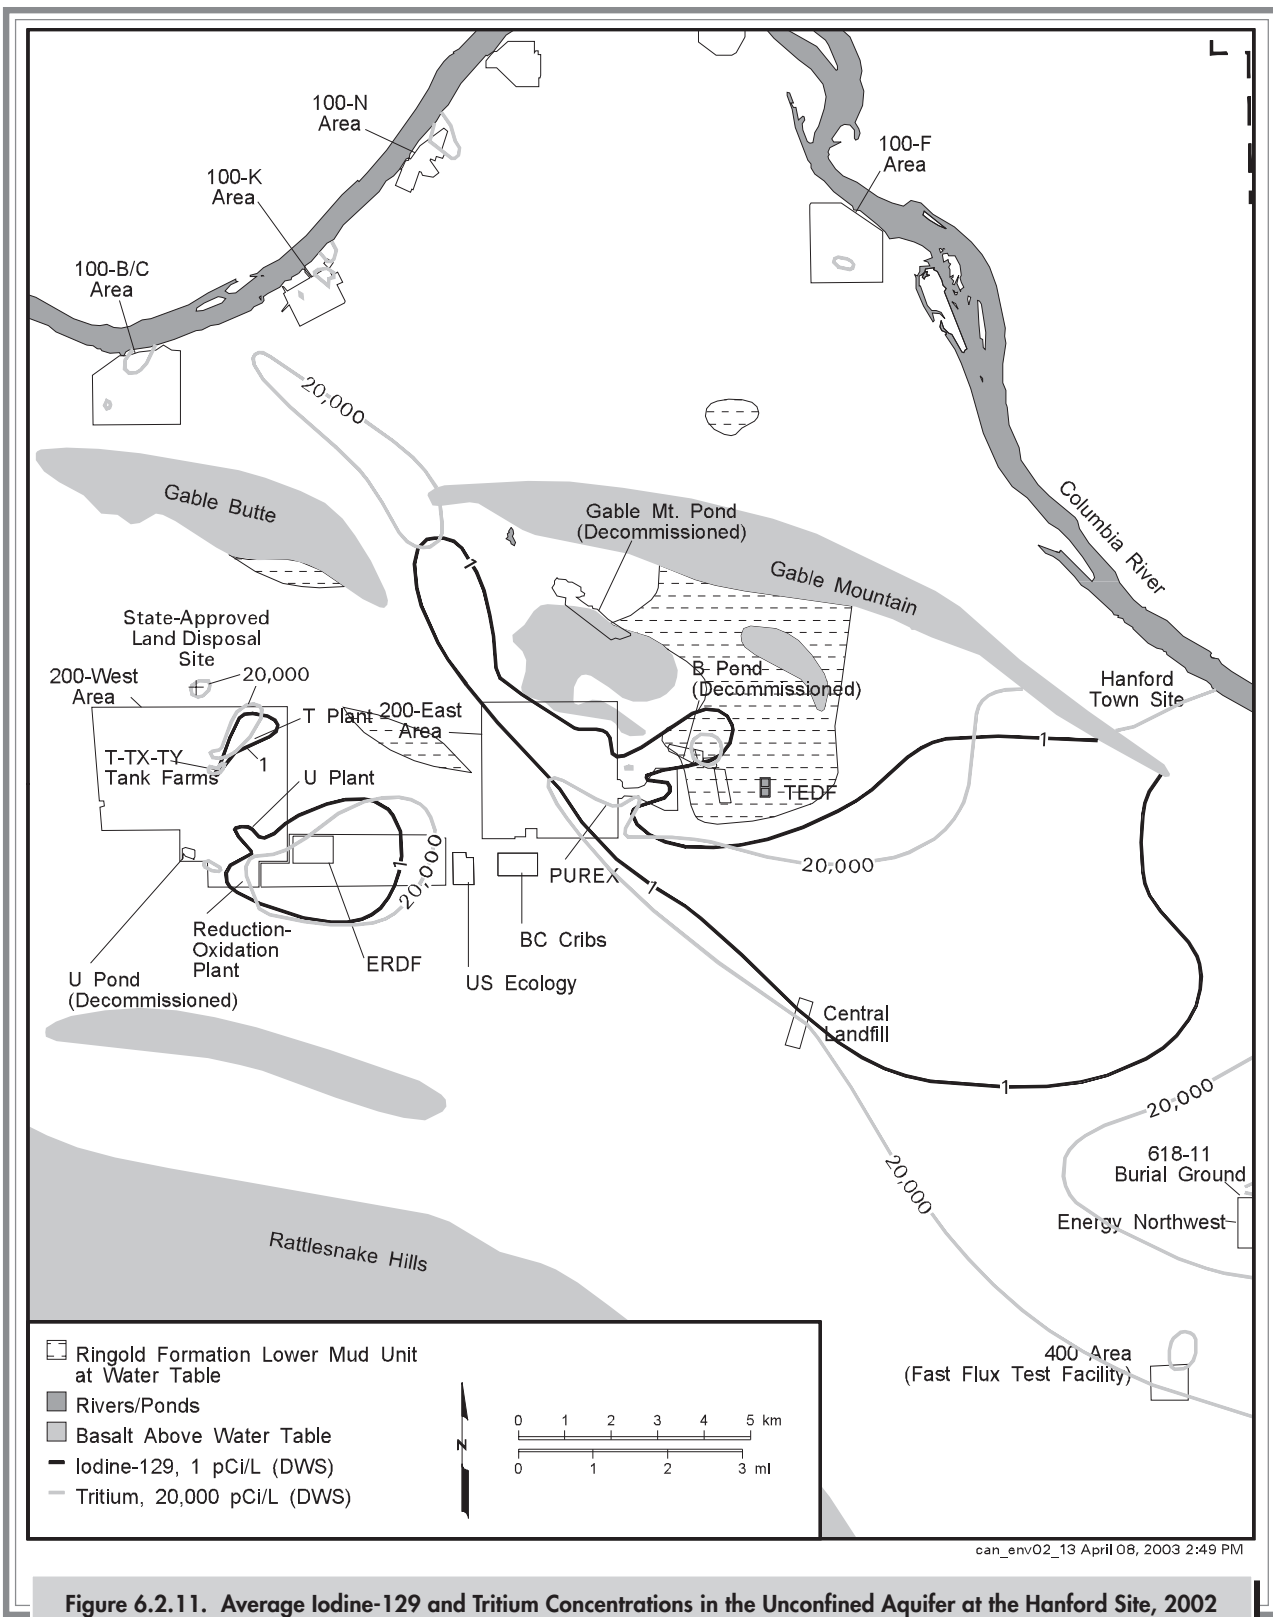 100-N
Area
100-F
Area
100-K
Area
100-B/C
Area
20,000
Gable Butte
Gable Mt. Pond
(Decommissioned)
Columbia River
1
Gable Mountain
State-Approved
Land Disposal
Site
20,000
200-West
Area
B Pond
(Decommissioned)
Hanford
Town Site
T Plant
200-East
Area
1
T-TX-TY
Tank Farms
1
U Plant
TEDF
20,000
1
20,000
PUREX
1
Reduction-
Oxidation
Plant
BC Cribs
ERDF
US Ecology
U Pond
(Decommissioned)
Central
Landfill
1
20,000
618-11
Burial Ground
20,000
Energy Northwest
Rattlesnake Hills
400 Area
(Fast Flux Test Facility)
Ringold Formation Lower Mud Unit
at Water Table
Rivers/Ponds
Basalt Above Water Table
Iodine-129, 1 pCi/L (DWS)
Tritium, 20,000 pCi/L (DWS)
N
0 1 2 3 4 5 km
0 1 2 3 mi
can_env02_13 April 08, 2003 2:49 PM
Figure 6.2.11. Average Iodine-129 and Tritium Concentrations in the Unconfined Aquifer at the Hanford Site, 2002